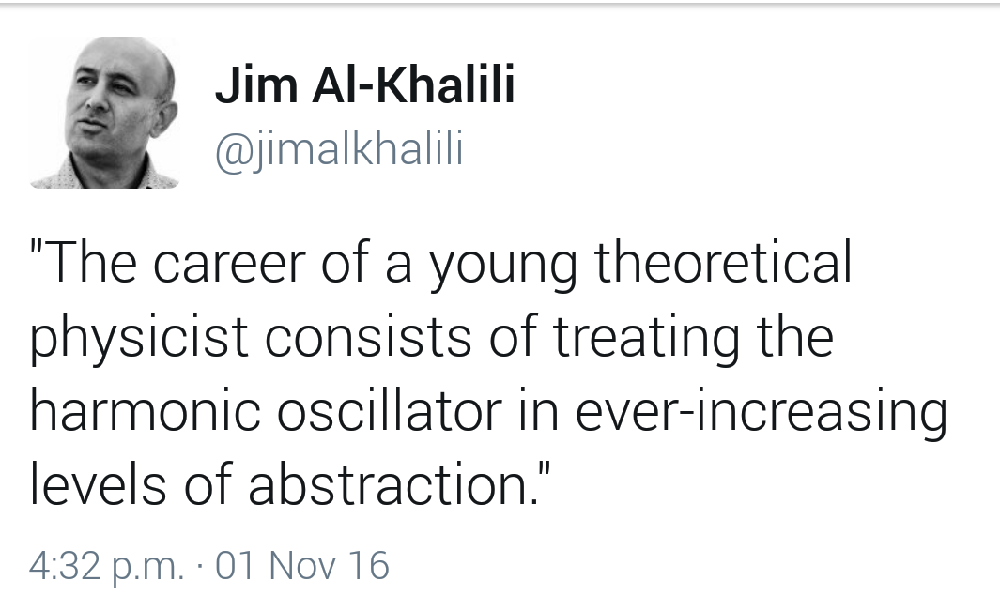 Jim Al-Khalili
@jimalkhalili
"The career of a young theoretical
physicist consists of treating the
harmonic oscillator in ever-increasing
levels of abstraction."
4:32 p.m. · 01 Nov 16